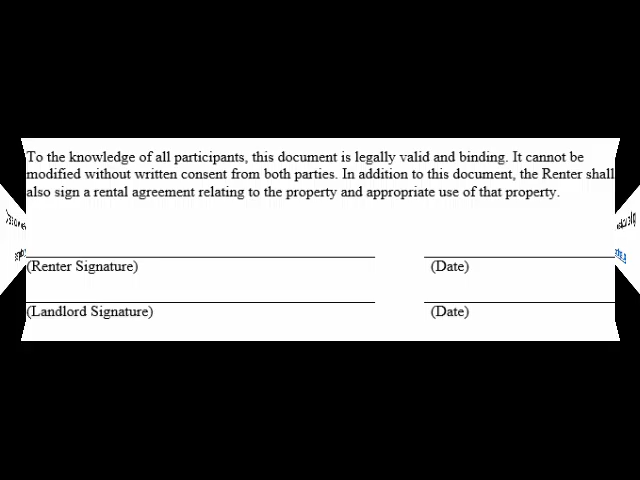 To the knowledge of all participants, this document is legally valid and binding. It cannot be
modified without written consent from both parties. In addition to this document, the Renter shall
also sign a rental agreement relating to the property and appropriate use of that property.
(Renter Signature) (Date)
(Landlord Signature) (Date)